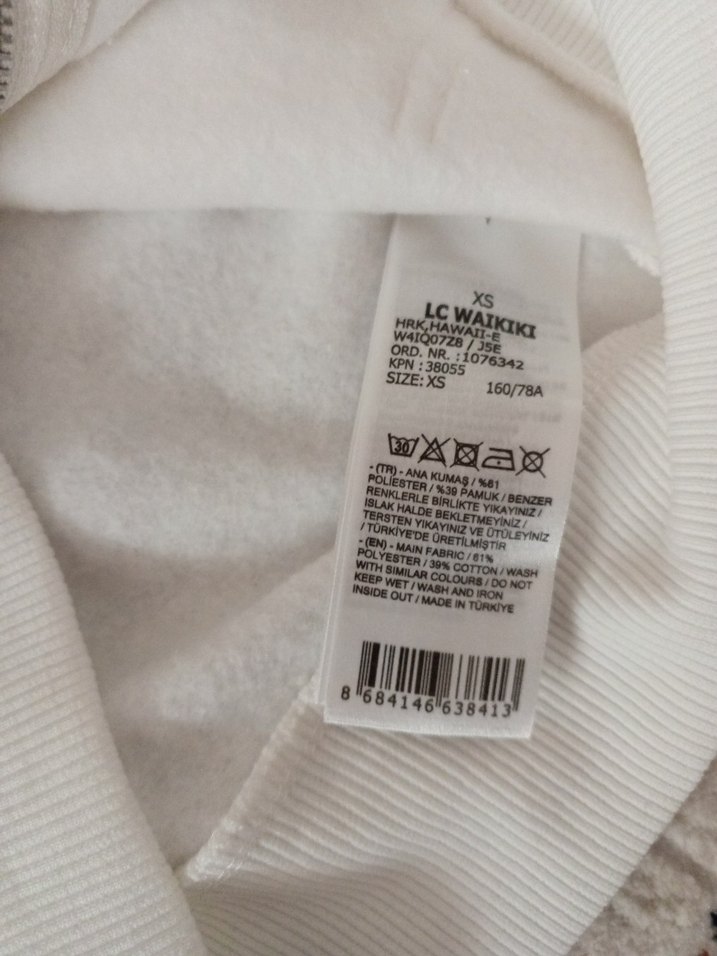 XS
LC WAIKIKI
HRK,HAWAII-E
W4IQ07Z8 / J5E
ORD. NR. :1076342
KPN : 38055
SIZE: XS 160/78A
30
- (TR) - ANA KUMAŞ / %61
POLİESTER / %39 PAMUK / BENZER
RENKLERLE BİRLİKTE YIKAYINIZ /
ISLAK HALDE BEKLETMEYİNİZ /
TERSTEN YIKAYINIZ VE ÜTÜLEYİNİZ
/ TÜRKİYE'DE ÜRETİLMİŞTİR
- (EN) - MAIN FABRIC / 61%
POLYESTER / 39% COTTON / WASH
WITH SIMILAR COLOURS / DO NOT
KEEP WET / WASH AND IRON
INSIDE OUT / MADE IN TÜRKİYE
8 684146 638413